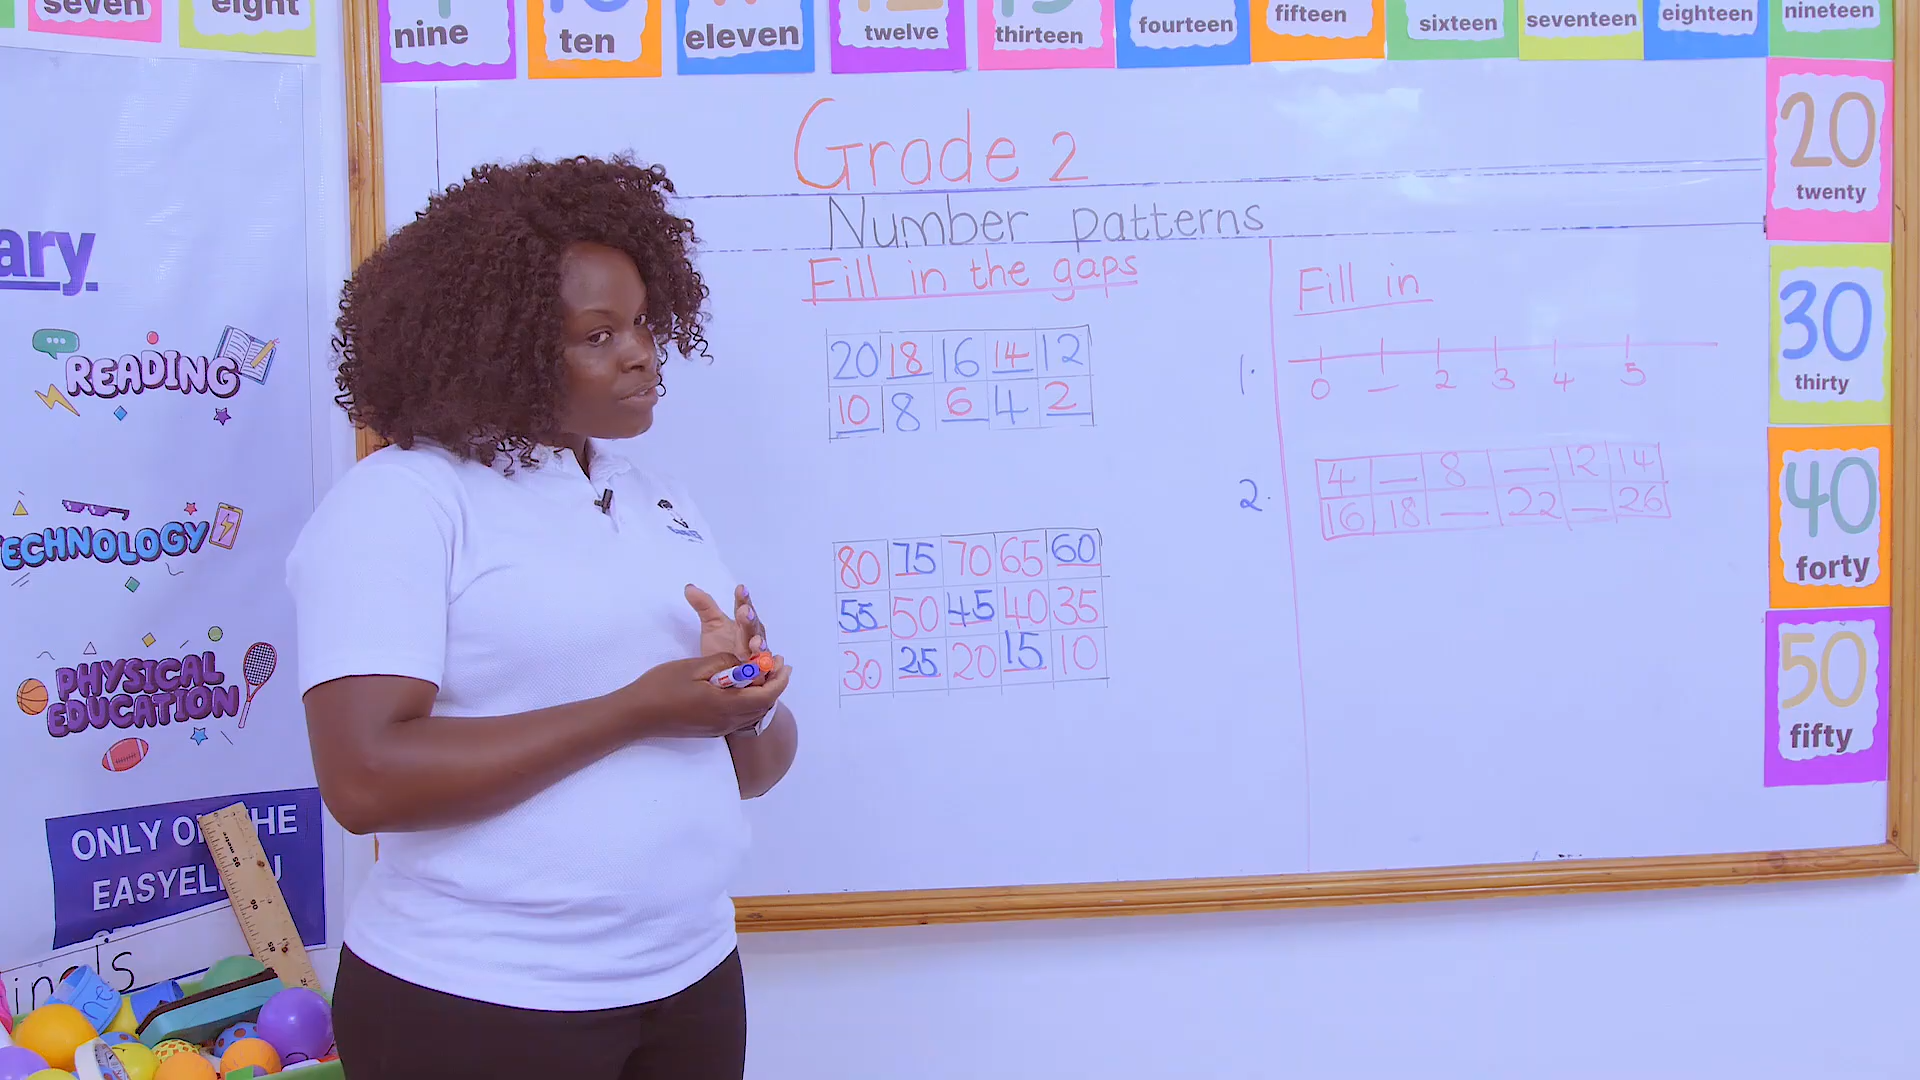 seven eight nine ten eleven twelve thirteen fourteen fifteen sixteen seventeen eighteen nineteen
20
twenty
30
thirty
40
forty
50
fifty
ary
READING
ECHNOLOGY
PHYSICAL
EDUCATION
ONLY O HE
EASYEL U
Grade 2
Number patterns
Fill in the gaps
20 18 16 14 12
10 8 6 4 2
80 75 70 65 60
55 50 45 40 35
30 25 20 15 10
Fill in
1.
0 _ 2 3 4 5
2.
4 _ 8 _ 12 14
16 18 _ 22 _ 26